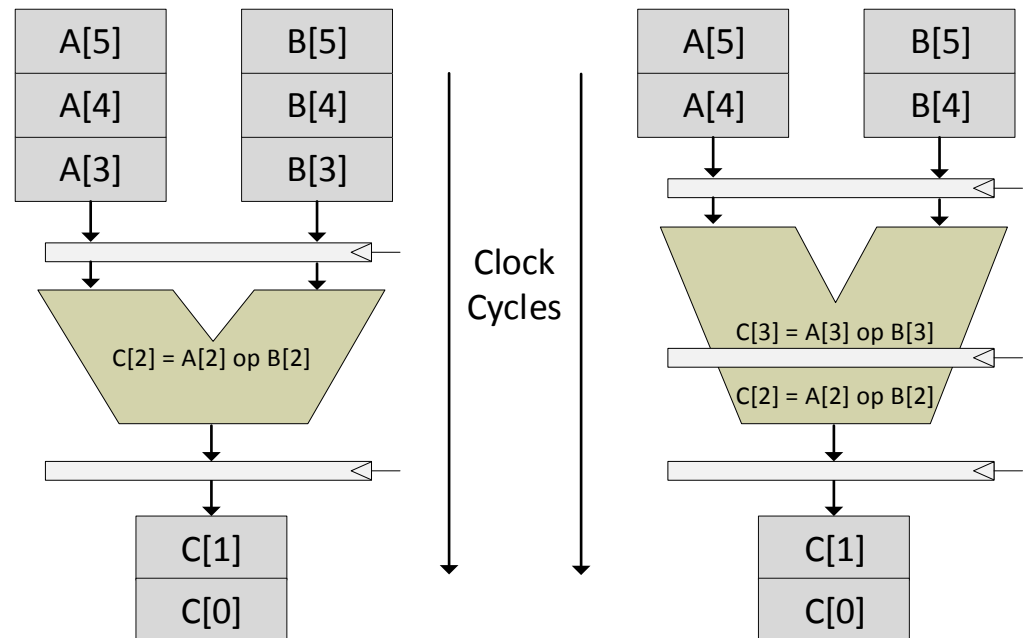 A[5]
B[5]
A[4]
B[4]
A[3]
B[3]
C[2] = A[2] op B[2]
C[1]
C[0]
Clock
Cycles
A[5]
B[5]
A[4]
B[4]
C[3] = A[3] op B[3]
C[2] = A[2] op B[2]
C[1]
C[0]